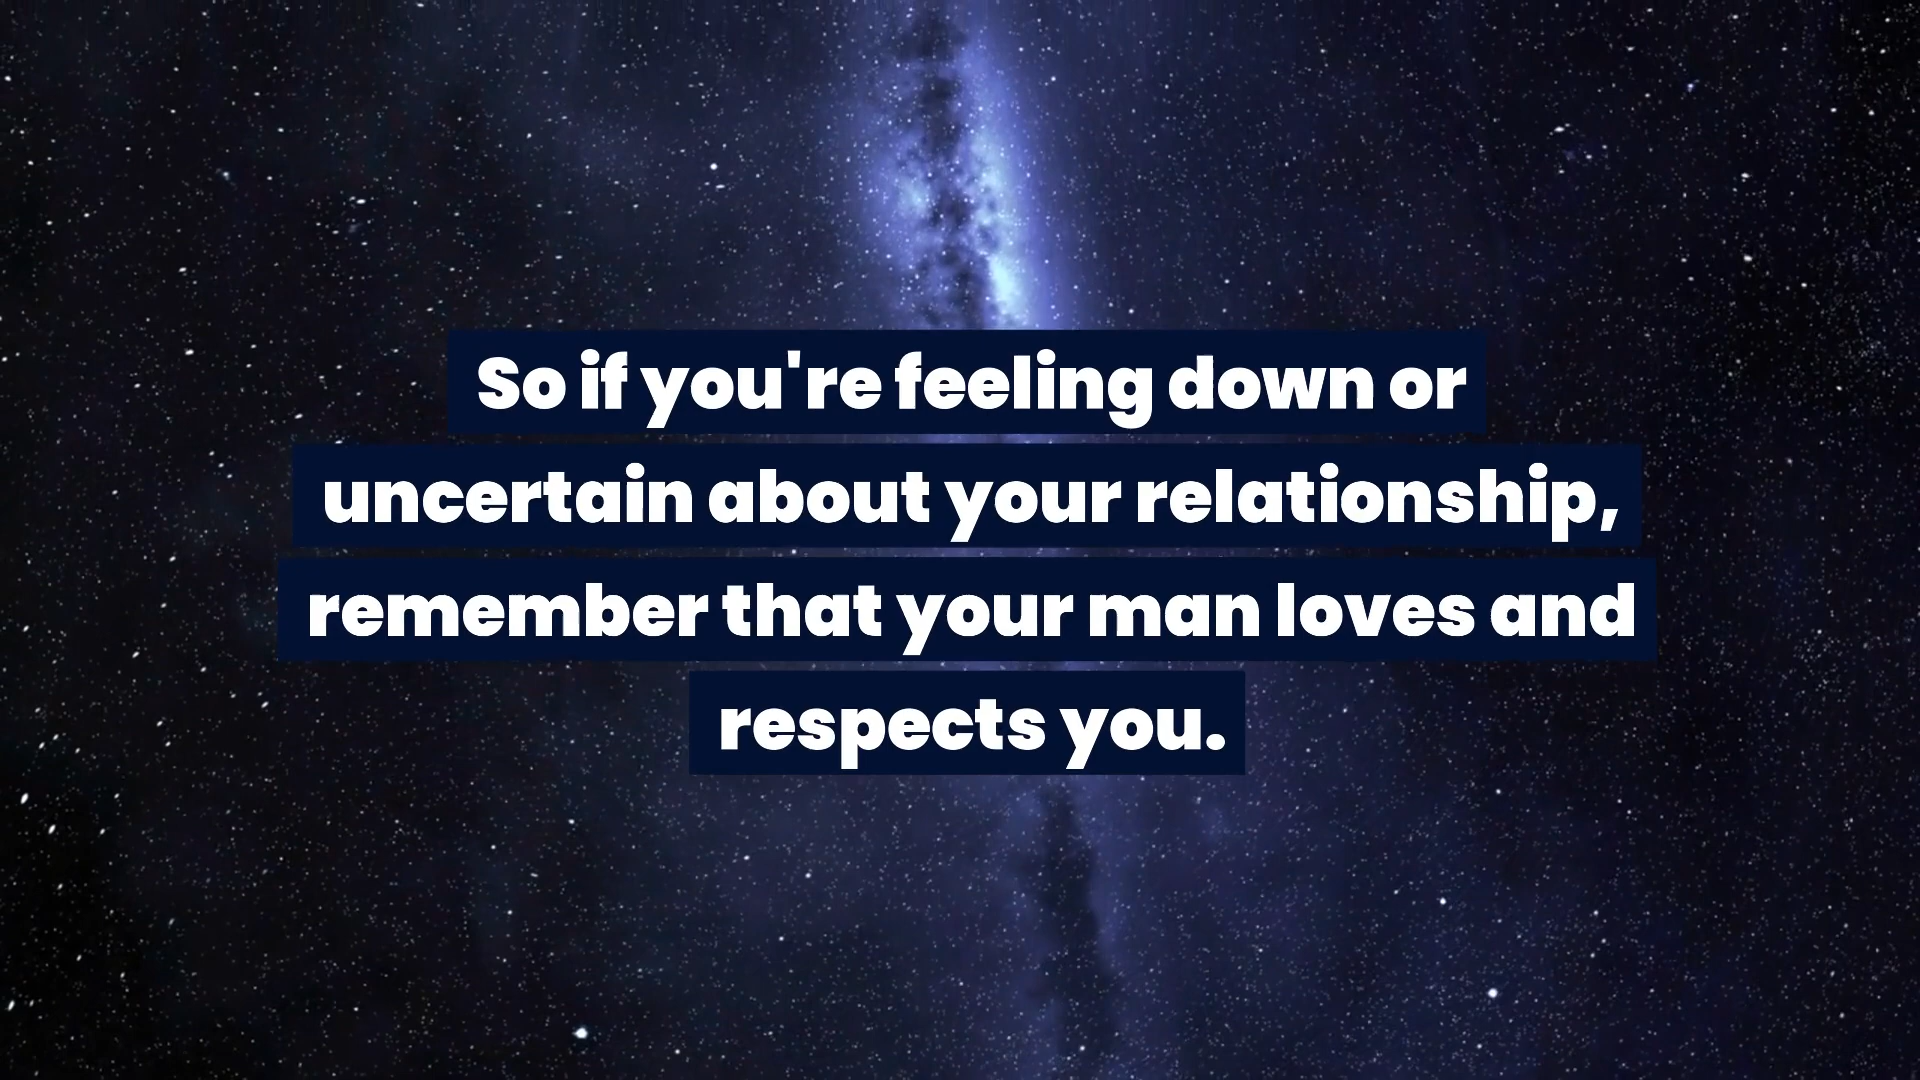 So if you're feeling down or
uncertain about your relationship,
remember that your man loves and
respects you.